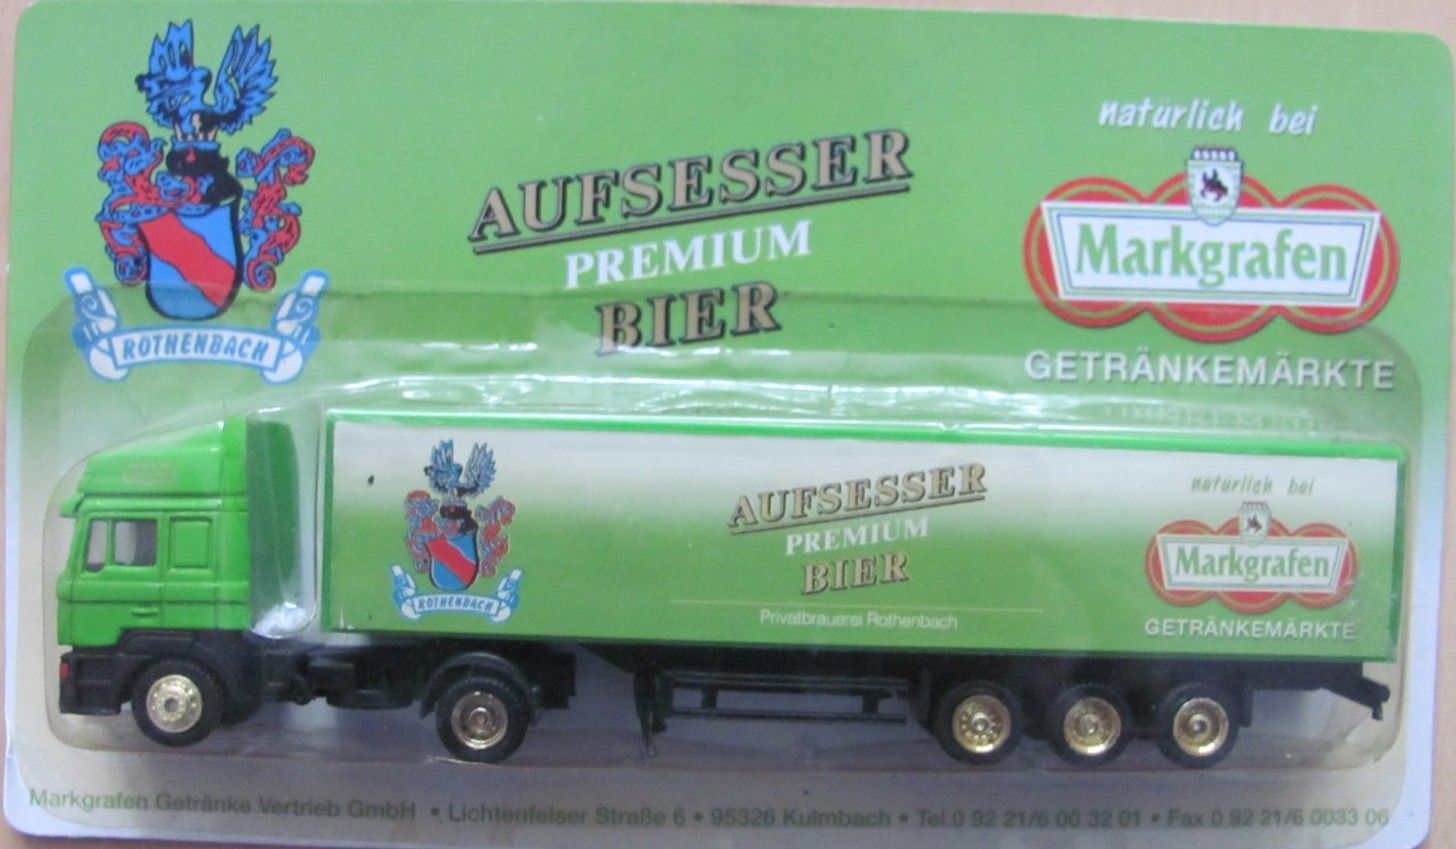 natürlich bei
AUFSESSER
PREMIUM
BIER
Markgrafen
GETRÄNKEMÄRKTE
ROTHENBACH
AUFSESSER
PREMIUM
BIER
Privatbrauerei Rothenbach
natürlich bei
Markgrafen
GETRÄNKEMÄRKTE
ROTHENBACH
Markgrafen Getränke Vertrieb GmbH • Lichtenfelser Straße 6 • 95326 Kulmbach • Tel.0 92 21/6 00 32 01 • Fax 0 92 21/6 0033 06